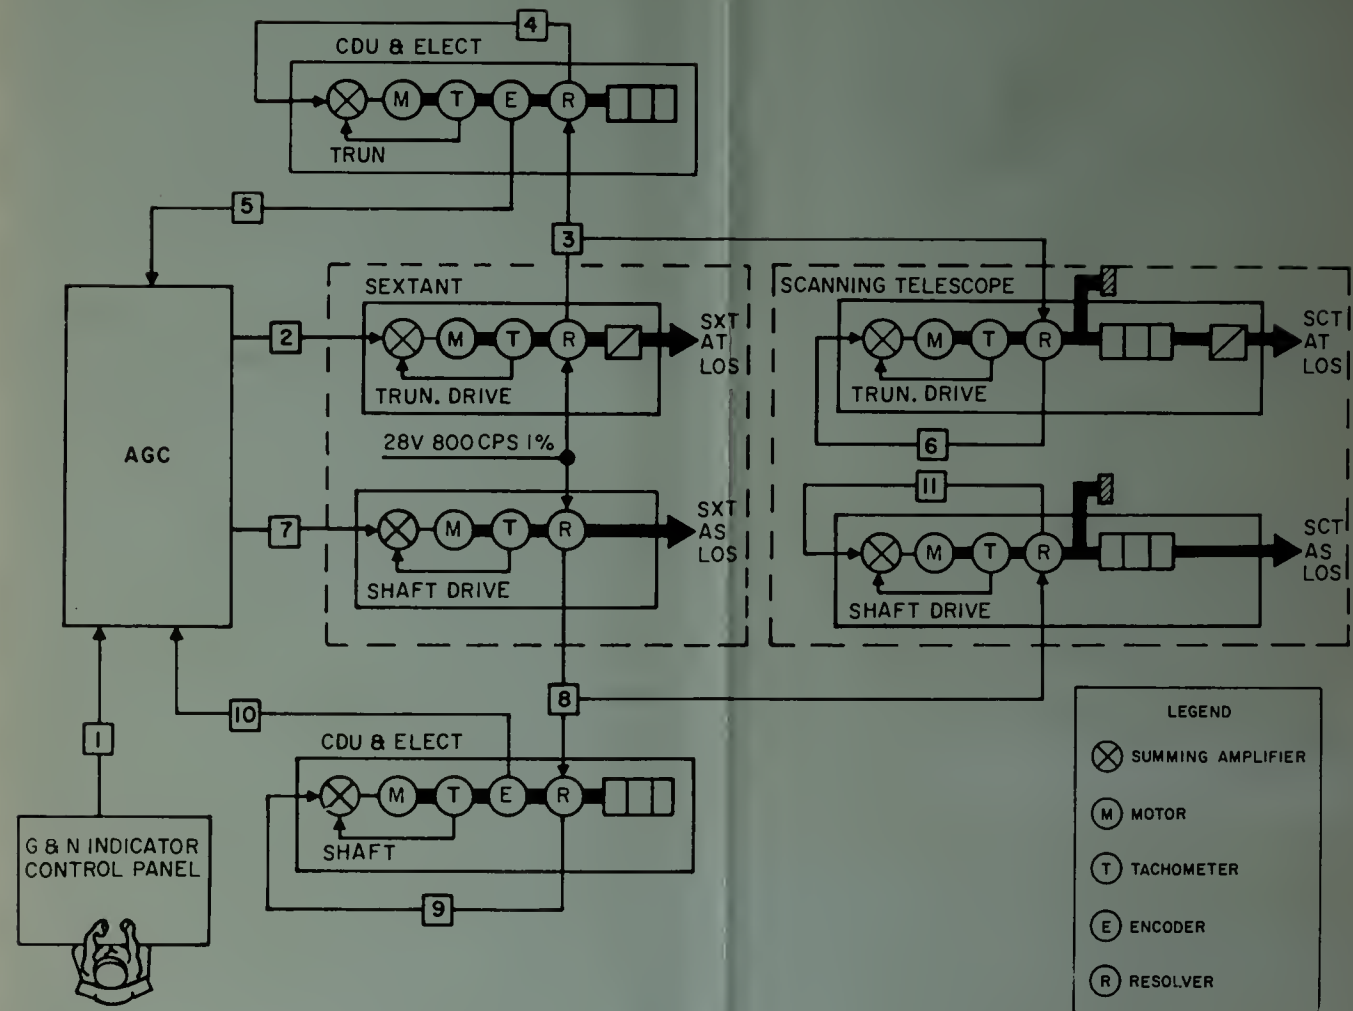 4
CDU & ELECT
M T E R
TRUN
5
3
SEXTANT
M T R
TRUN. DRIVE
SXT
AT
LOS
2
SCANNING TELESCOPE
M T R
TRUN. DRIVE
SCT
AT
LOS
6
AGC
28V 800 CPS 1%
7
M T R
SHAFT DRIVE
SXT
AS
LOS
11
M T R
SHAFT DRIVE
SCT
AS
LOS
8
10
1
CDU & ELECT
M T E R
SHAFT
9
G & N INDICATOR
CONTROL PANEL
LEGEND
SUMMING AMPLIFIER
M MOTOR
T TACHOMETER
E ENCODER
R RESOLVER